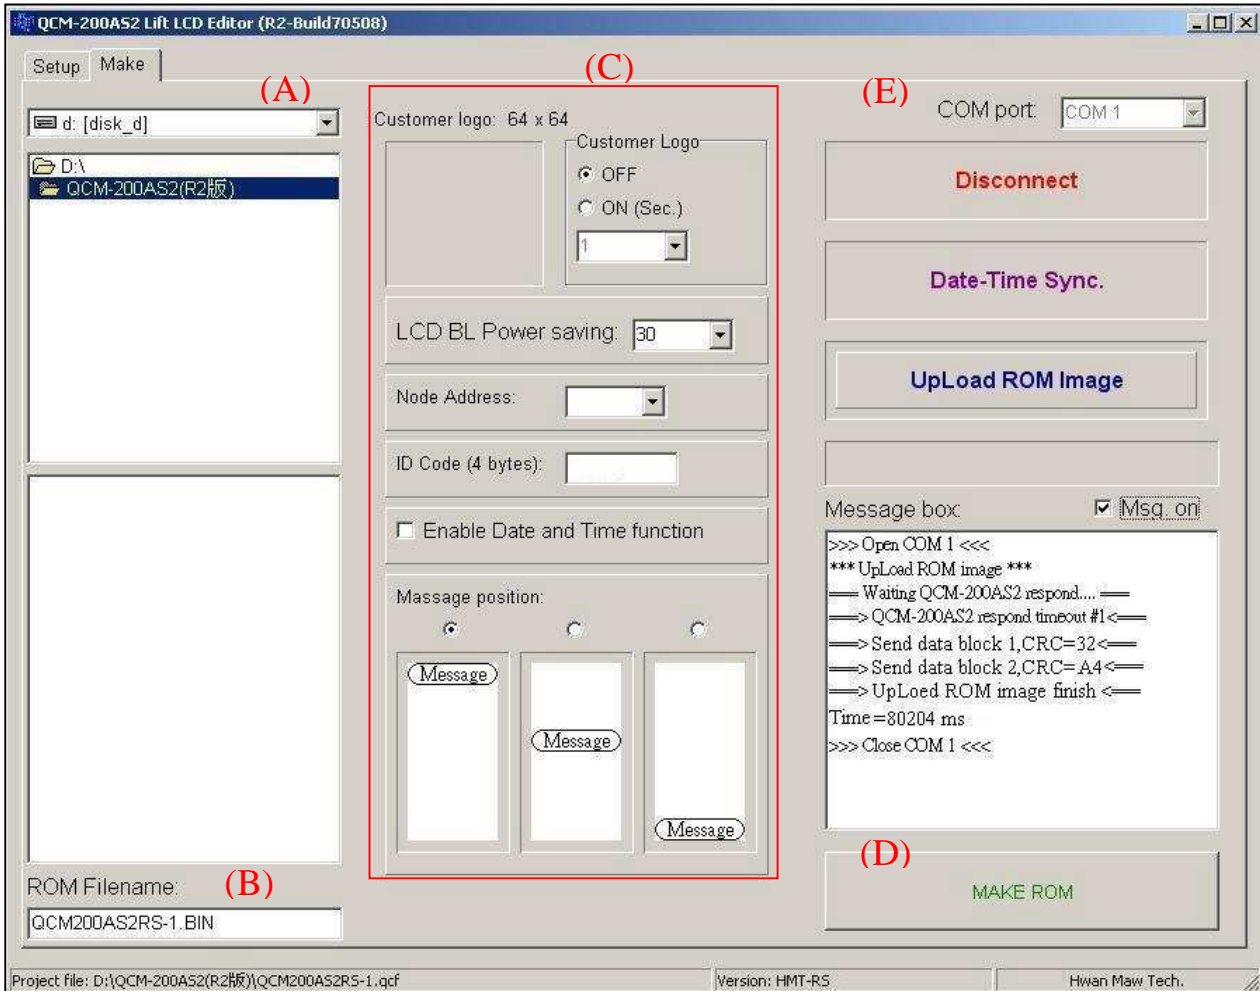 QCM-200AS2 Lift LCD Editor (R2-Build70508)
Setup
Make
(A)
d: [disk_d]
D:\
QCM-200AS2(R2版)
(B)
ROM Filename:
QCM200AS2RS-1.BIN
(C)
Customer logo: 64 x 64
Customer Logo
OFF
ON (Sec.)
1
LCD BL Power saving: 30
Node Address:
ID Code (4 bytes):
Enable Date and Time function
Massage position:
Message
Message
Message
(E)
COM port: COM 1
Disconnect
Date-Time Sync.
UpLoad ROM Image
Message box: Msg. on
>>> Open COM 1 <<<
*** UpLoad ROM image ***
=== Waiting QCM-200AS2 respond.... ===
===> QCM-200AS2 respond timeout #1<===
===> Send data block 1,CRC=32<===
===> Send data block 2,CRC=A4<===
===> UpLoed ROM image finish <===
Time=80204 ms
>>> Close COM 1 <<<
(D)
MAKE ROM
Project file: D:\QCM-200AS2(R2版)\QCM200AS2RS-1.qcf
Version: HMT-RS
Hwan Maw Tech.